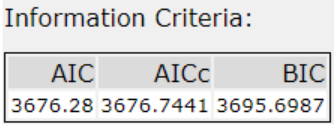 Information Criteria:
AIC AICc BIC
3676.28 3676.7441 3695.6987